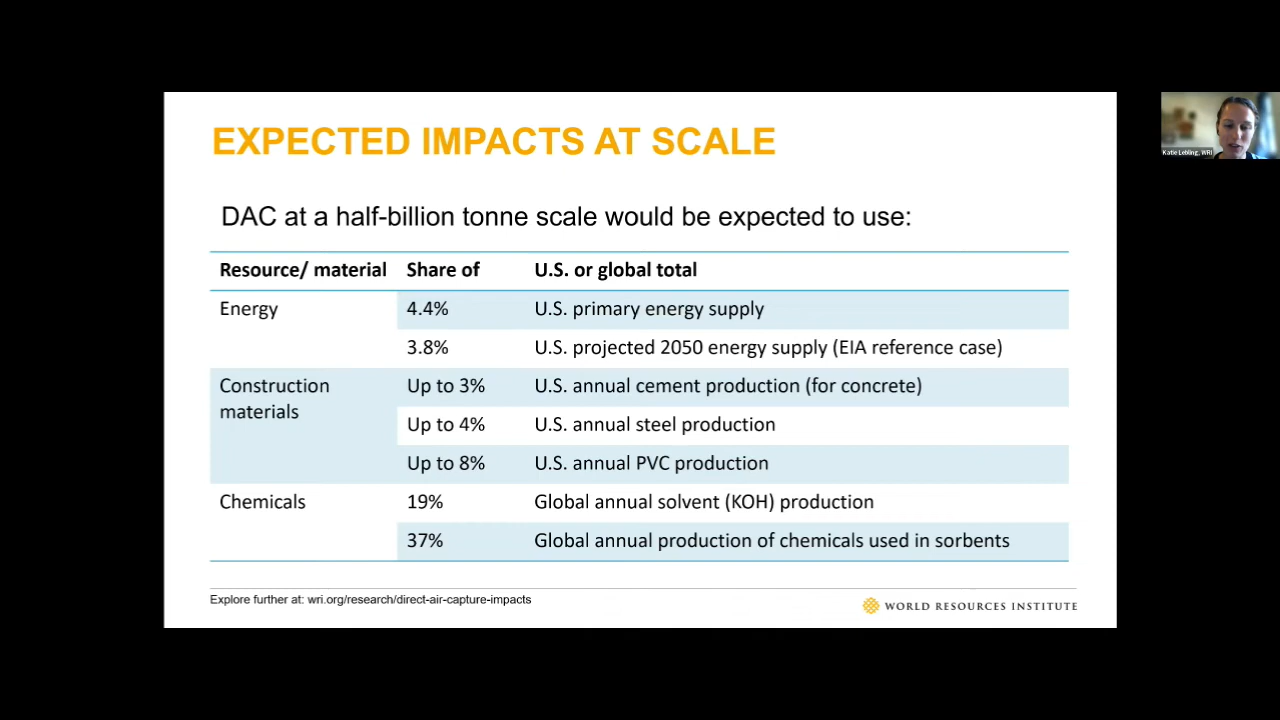 EXPECTED IMPACTS AT SCALE
DAC at a half-billion tonne scale would be expected to use:
Resource/ material Share of U.S. or global total
Energy 4.4% U.S. primary energy supply
3.8% U.S. projected 2050 energy supply (EIA reference case)
Construction materials Up to 3% U.S. annual cement production (for concrete)
Up to 4% U.S. annual steel production
Up to 8% U.S. annual PVC production
Chemicals 19% Global annual solvent (KOH) production
37% Global annual production of chemicals used in sorbents
Explore further at: wri.org/research/direct-air-capture-impacts
WORLD RESOURCES INSTITUTE
Katie Lebling, WRI